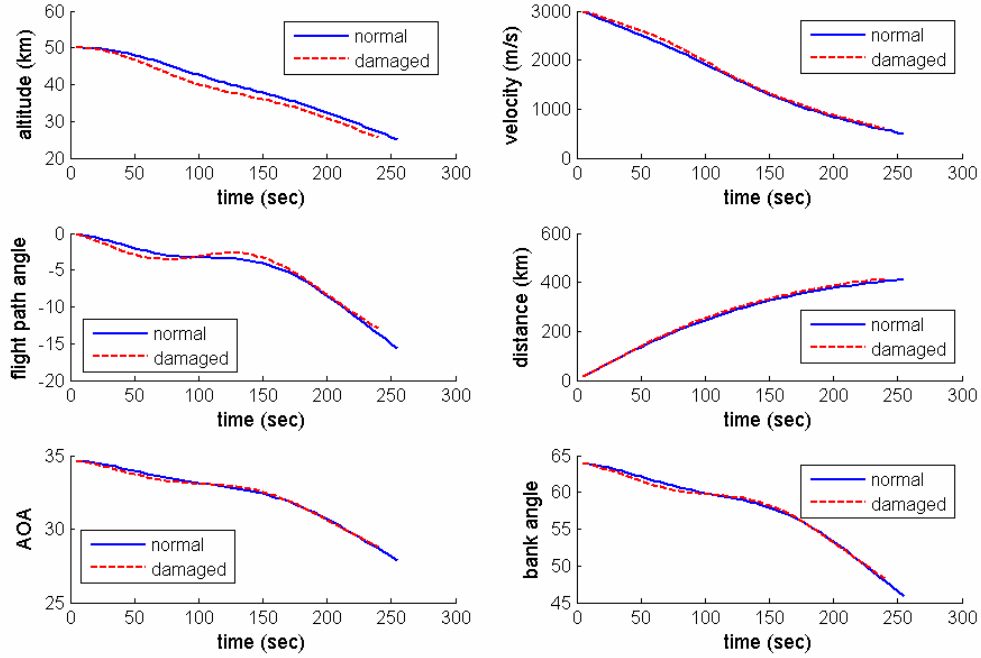 60
50
40
30
20
altitude (km)
normal
damaged
0 50 100 150 200 250 300
time (sec)
3000
2000
1000
0
velocity (m/s)
normal
damaged
0 50 100 150 200 250 300
time (sec)
0
-5
-10
-15
-20
flight path angle
normal
damaged
0 50 100 150 200 250 300
time (sec)
600
400
200
0
distance (km)
normal
damaged
0 50 100 150 200 250 300
time (sec)
35
30
25
AOA
normal
damaged
0 50 100 150 200 250 300
time (sec)
65
60
55
50
45
bank angle
normal
damaged
0 50 100 150 200 250 300
time (sec)